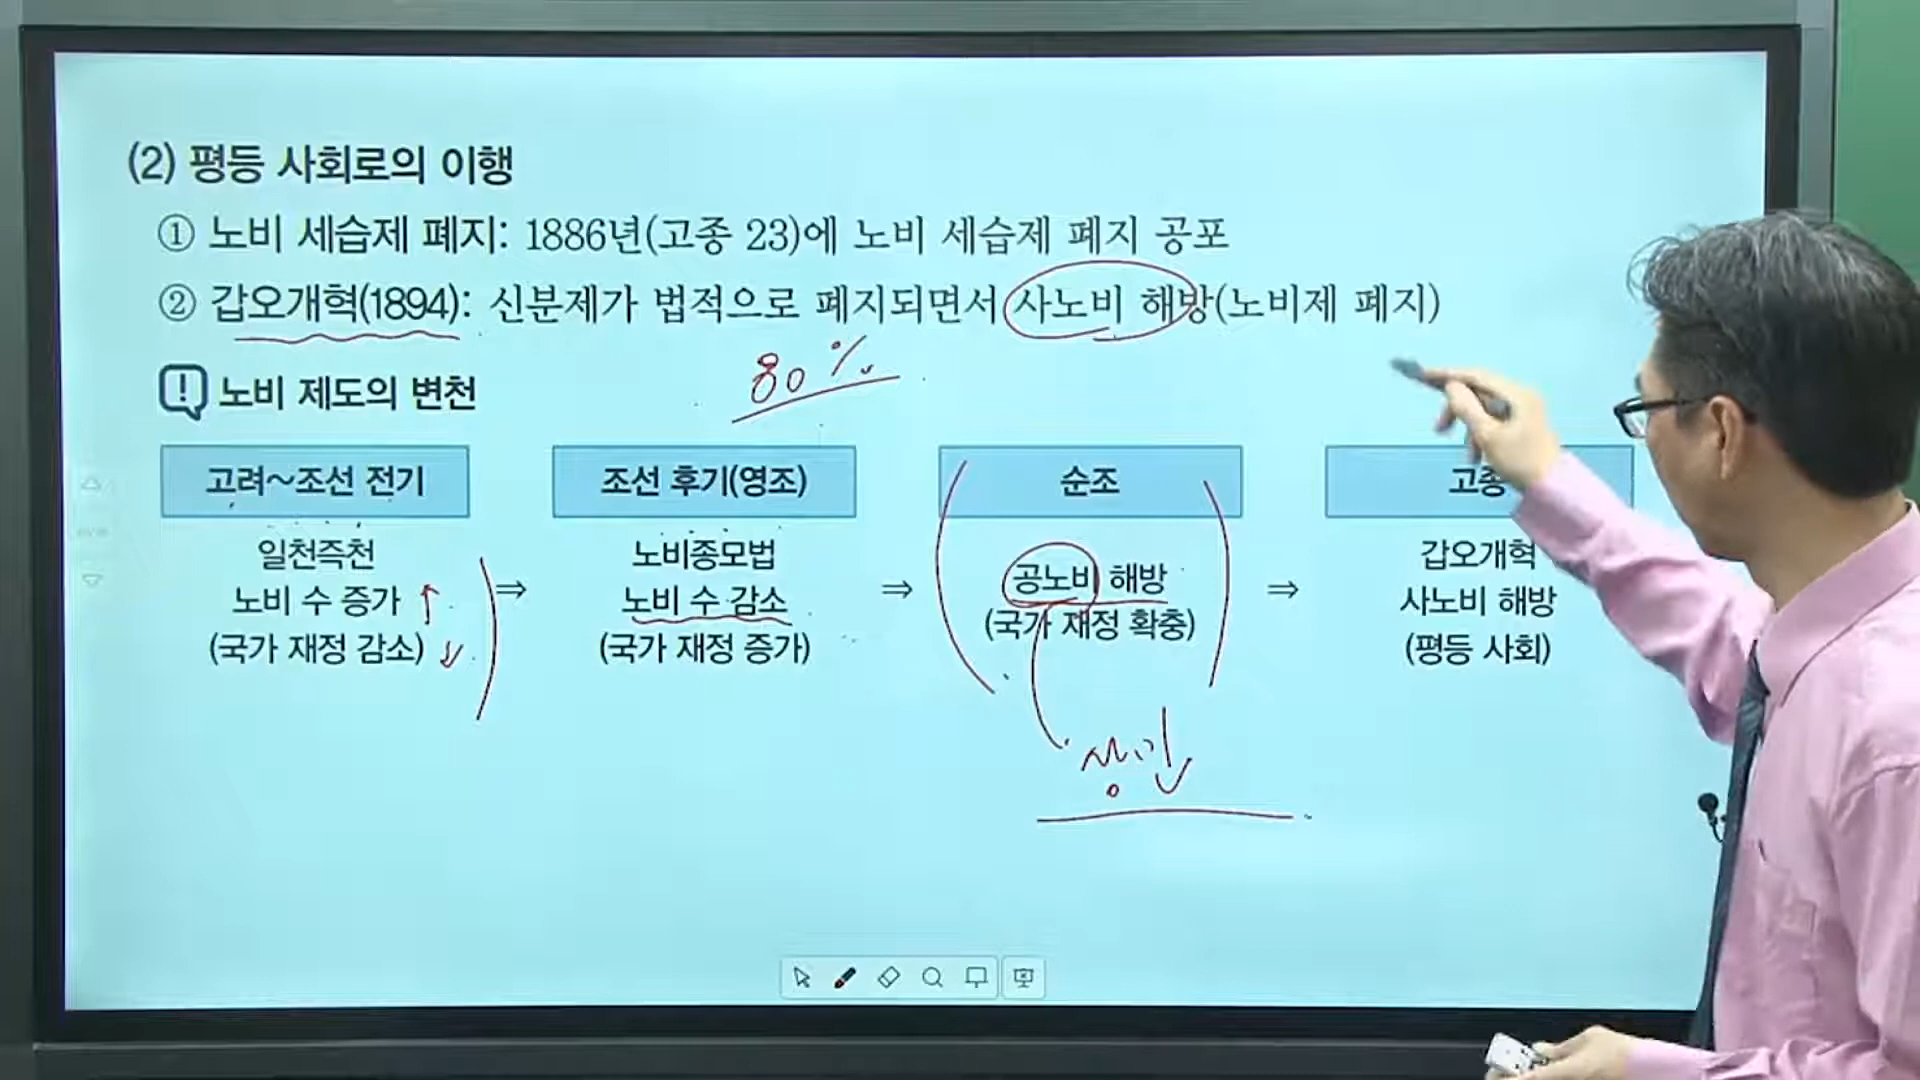 (2) 평등 사회로의 이행
① 노비 세습제 폐지: 1886년(고종 23)에 노비 세습제 폐지 공포
② 갑오개혁(1894): 신분제가 법적으로 폐지되면서 사노비 해방(노비제 폐지)
80%
! 노비 제도의 변천
고려~조선 전기
일천즉천
노비 수 증가
(국가 재정 감소)
⇒
조선 후기(영조)
노비종모법
노비 수 감소
(국가 재정 증가)
⇒
순조
공노비 해방
(국가 재정 확충)
⇒
고종
갑오개혁
사노비 해방
(평등 사회)